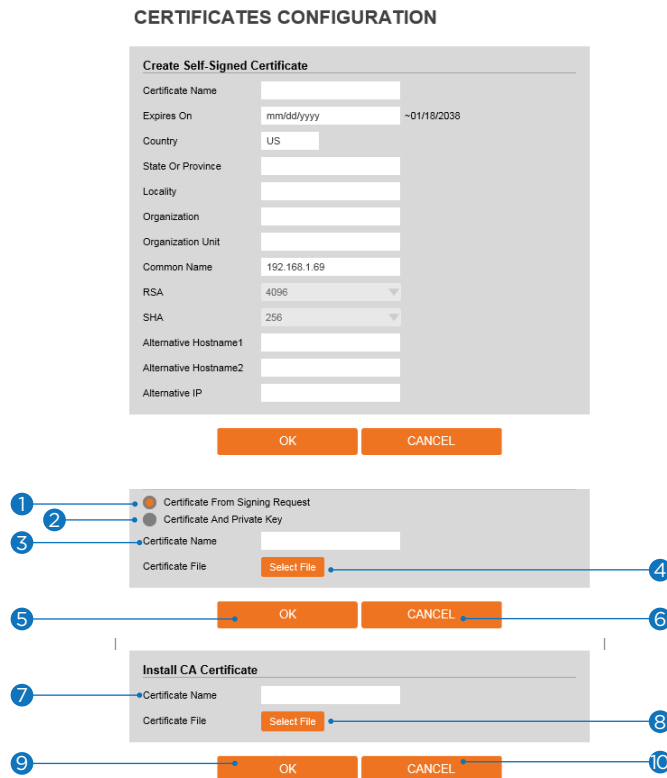 CERTIFICATES CONFIGURATION
Create Self-Signed Certificate
Certificate Name
Expires On mm/dd/yyyy ~01/18/2038
Country US
State Or Province
Locality
Organization
Organization Unit
Common Name 192.168.1.69
RSA 4096
SHA 256
Alternative Hostname1
Alternative Hostname2
Alternative IP
OK CANCEL
1 Certificate From Signing Request
2 Certificate And Private Key
3 Certificate Name
Certificate File Select File 4
5 OK CANCEL 6
Install CA Certificate
7 Certificate Name
Certificate File Select File 8
9 OK CANCEL 10